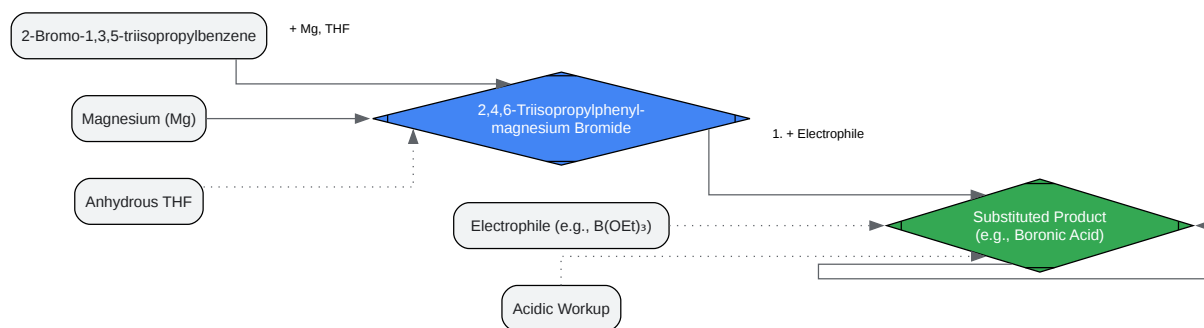 2-Bromo-1,3,5-triisopropylbenzene
+ Mg, THF
2,4,6-Triisopropylphenyl-
magnesium Bromide
Magnesium (Mg)
1. + Electrophile
Anhydrous THF
Electrophile (e.g., B(OEt)₃)
Substituted Product
(e.g., Boronic Acid)
Acidic Workup